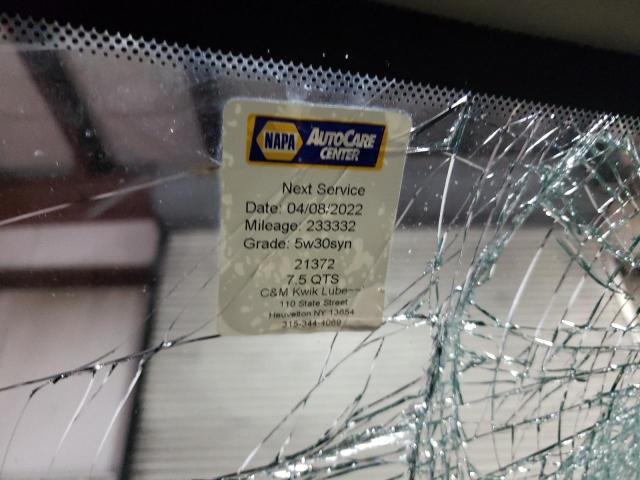 NAPA AUTOCARE
CENTER
Next Service
Date: 04/08/2022
Mileage: 233332
Grade: 5w30syn
21372
7.5 QTS
C&M Kwik Lube~~
110 State Street
Heuvelton NY 13654
315-344-1069